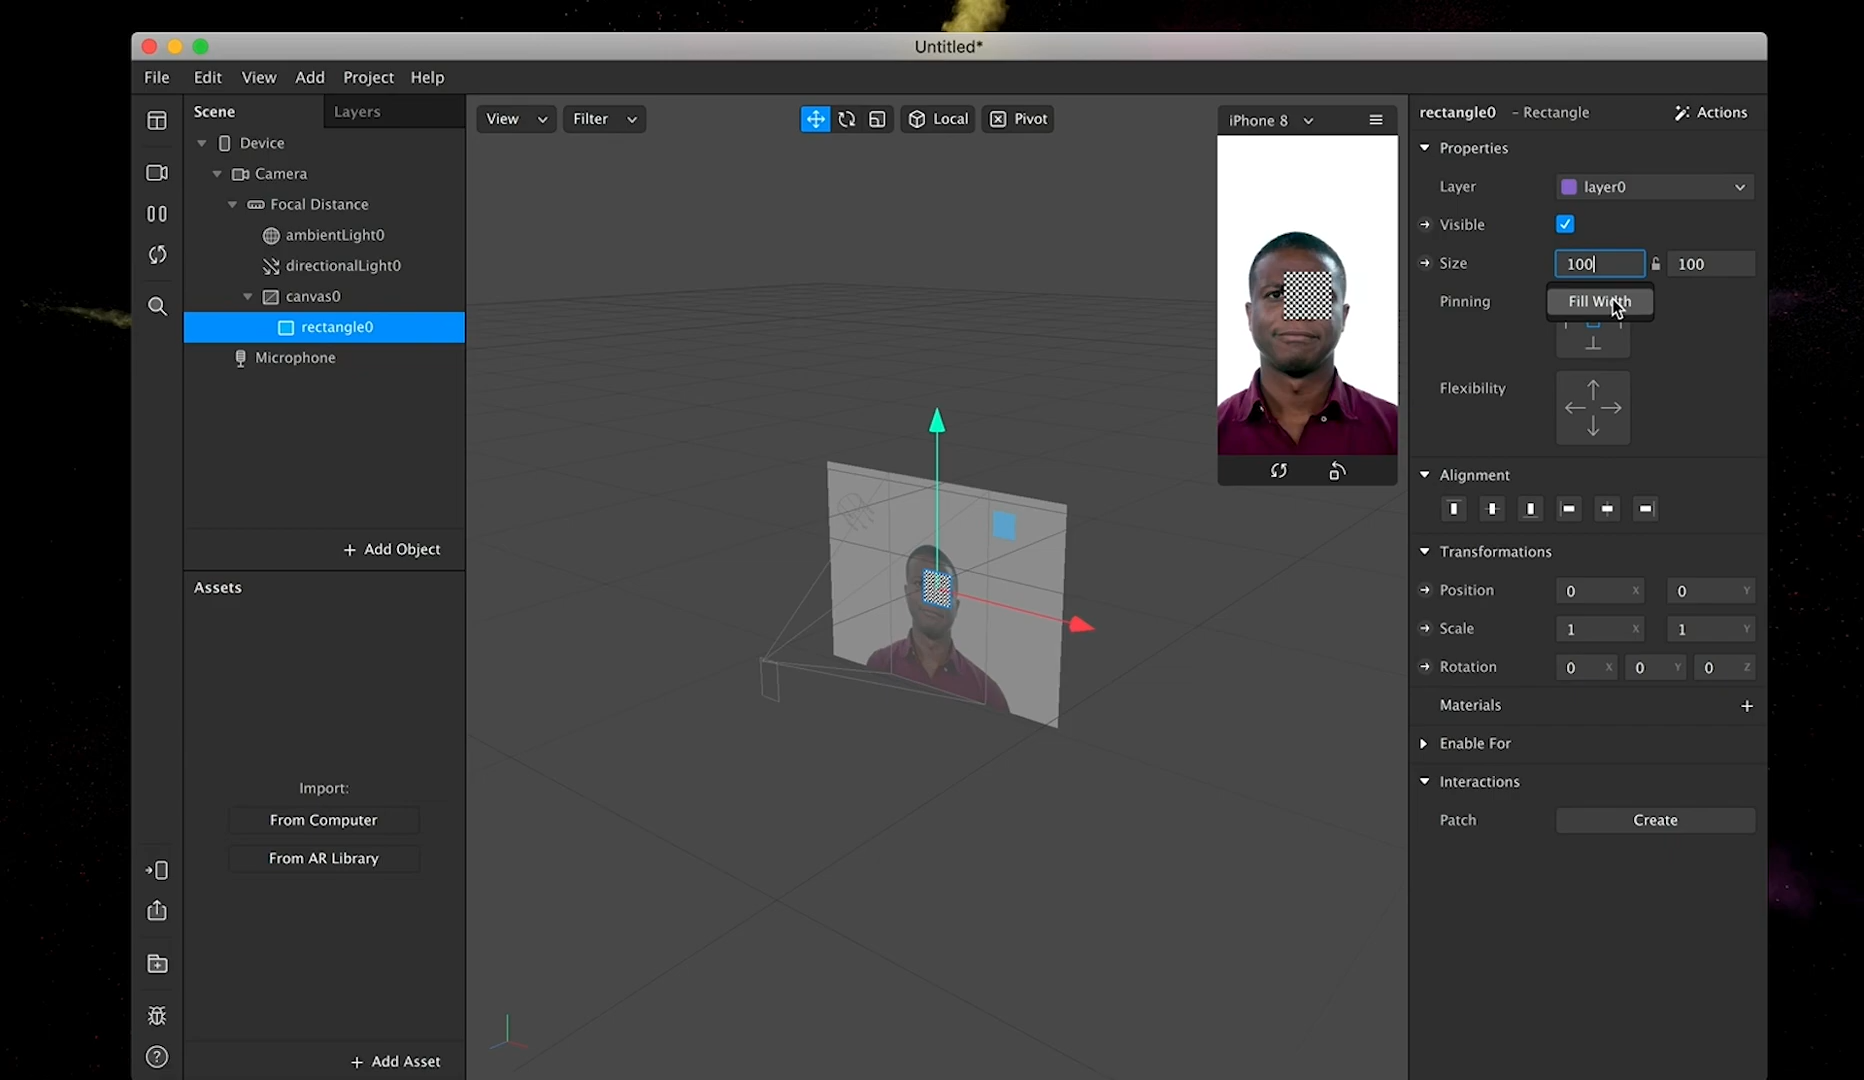 Untitled*
File Edit View Add Project Help
Scene Layers
Device
Camera
Focal Distance
ambientLight0
directionalLight0
canvas0
rectangle0
Microphone
+ Add Object
Assets
Import:
From Computer
From AR Library
+ Add Asset
View Filter Local Pivot
iPhone 8
rectangle0 - Rectangle Actions
Properties
Layer layer0
Visible
Size 100 100
Pinning Fill Width
Flexibility
Alignment
Transformations
Position 0 X 0 Y
Scale 1 X 1 Y
Rotation 0 X 0 Y 0 Z
Materials +
Enable For
Interactions
Patch Create